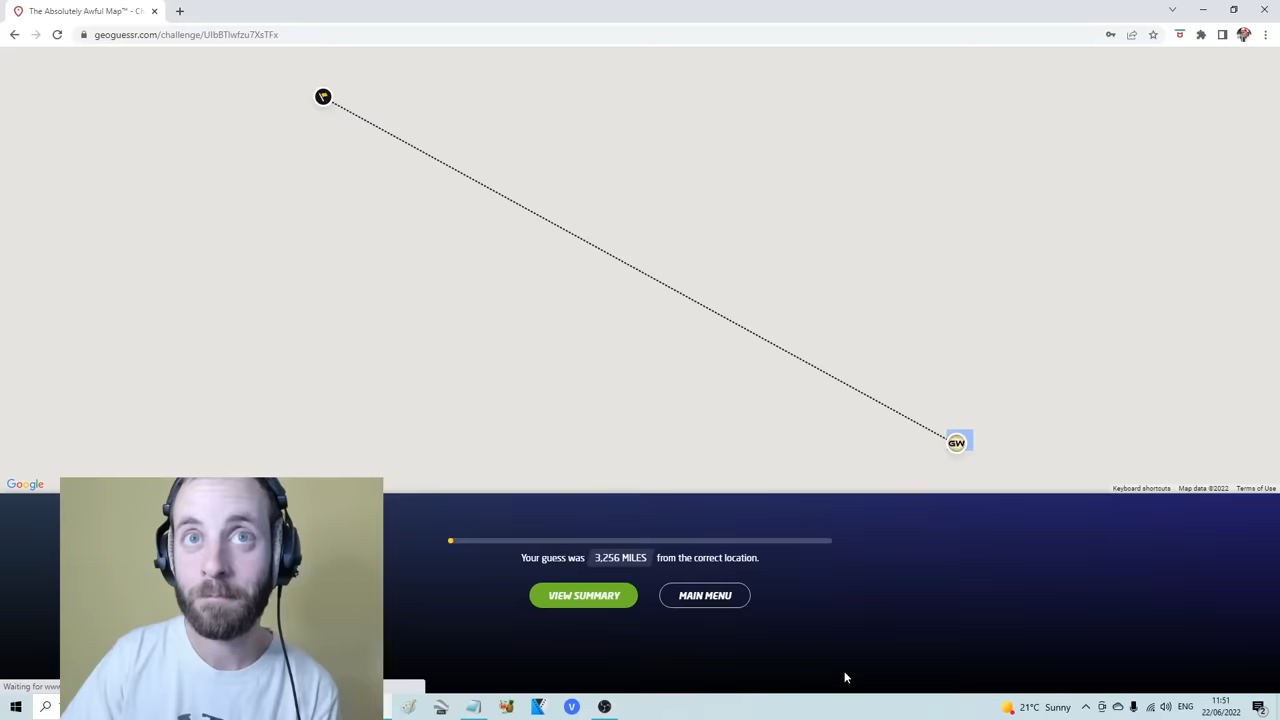 The Absolutely Awful Map™ - Ch
geoguessr.com/challenge/UIbBTlwfzu7XsTFx
GW
Google
Keyboard shortcuts Map data ©2022 Terms of Use
Your guess was 3,256 MILES from the correct location.
VIEW SUMMARY MAIN MENU
Waiting for www
21°C Sunny ENG 11:51
22/06/2022
2